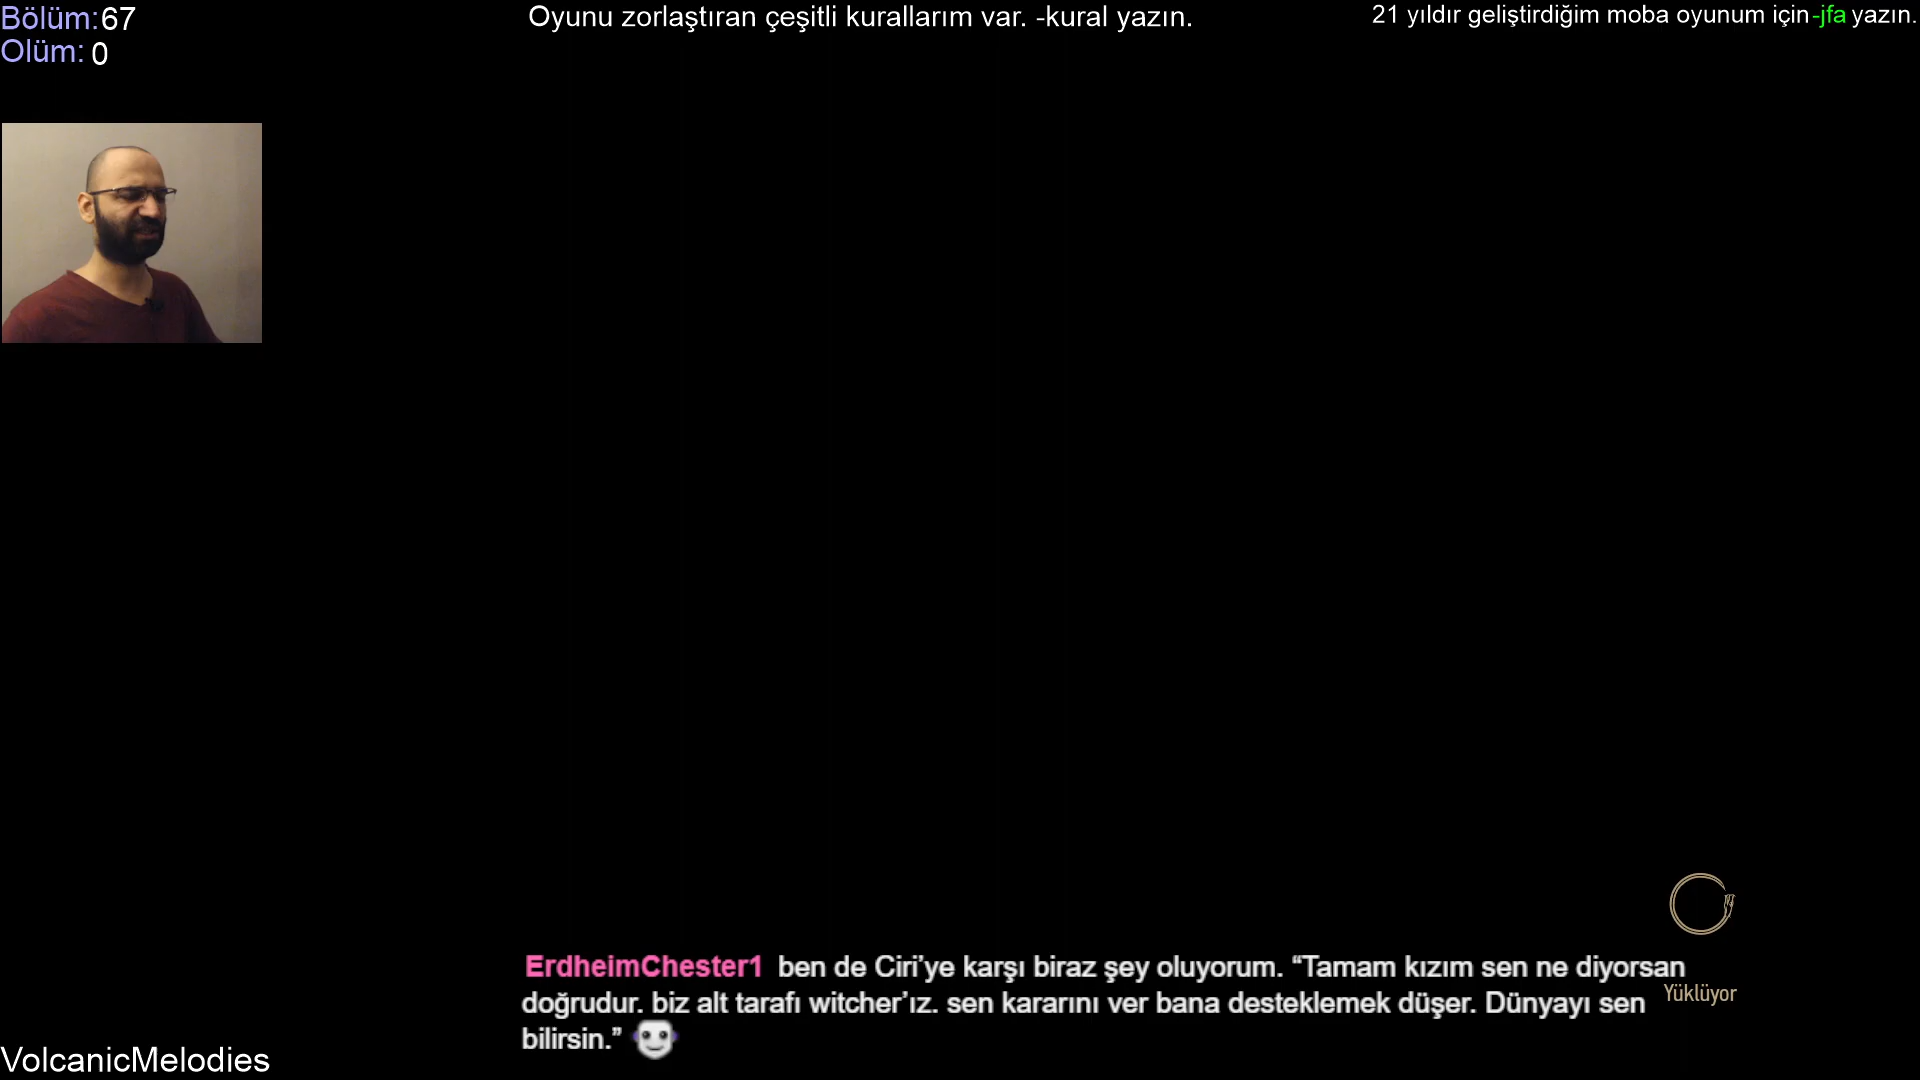 Bölüm:67
Olüm: 0
Oyunu zorlaştıran çeşitli kurallarım var. -kural yazın.
21 yıldır geliştirdiğim moba oyunum için -jfa yazın.
ErdheimChester1 ben de Ciri’ye karşı biraz şey oluyorum. “Tamam kızım sen ne diyorsan
doğrudur. biz alt tarafı witcher’ız. sen kararını ver bana desteklemek düşer. Dünyayı sen
bilirsin.”
Yüklüyor
VolcanicMelodies